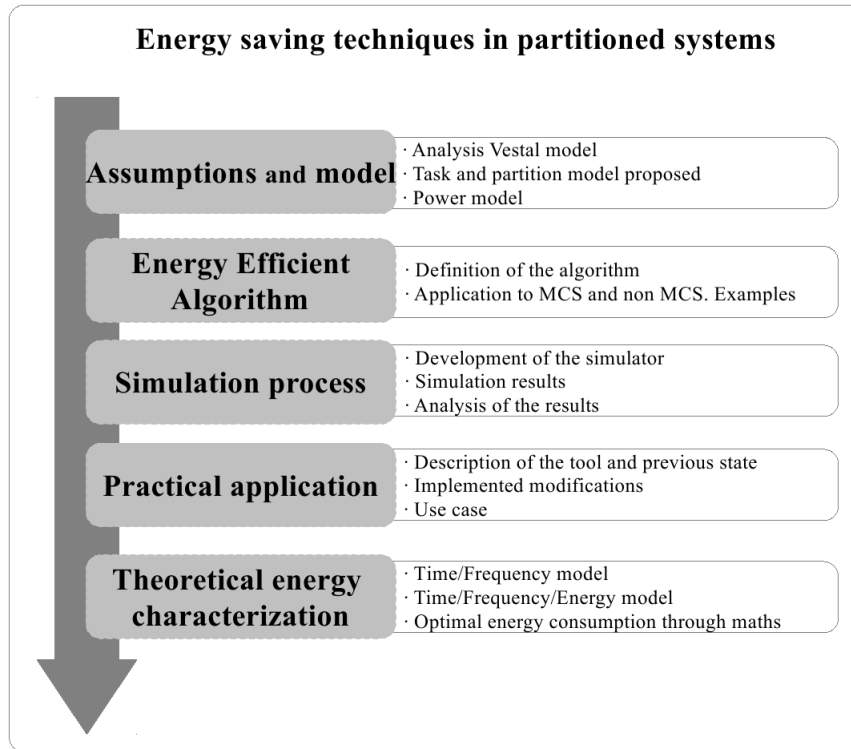 Energy saving techniques in partitioned systems
Assumptions and model
· Analysis Vestal model
· Task and partition model proposed
· Power model
Energy Efficient
Algorithm
· Definition of the algorithm
· Application to MCS and non MCS. Examples
Simulation process
· Development of the simulator
· Simulation results
· Analysis of the results
Practical application
· Description of the tool and previous state
· Implemented modifications
· Use case
Theoretical energy
characterization
· Time/Frequency model
· Time/Frequency/Energy model
· Optimal energy consumption through maths